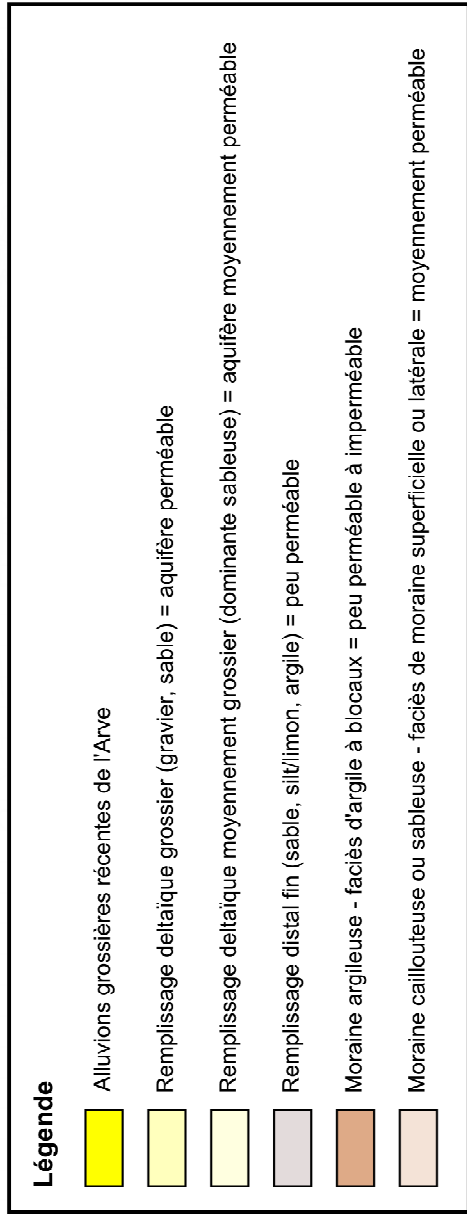 Légende
Alluvions grossières récentes de l'Arve
Remplissage deltaïque grossier (gravier, sable) = aquifère perméable
Remplissage deltaïque moyennement grossier (dominante sableuse) = aquifère moyennement perméable
Remplissage distal fin (sable, silt/limon, argile) = peu perméable
Moraine argileuse - faciès d'argile à blocaux = peu perméable à imperméable
Moraine caillouteuse ou sableuse - faciès de moraine superficielle ou latérale = moyennement perméable